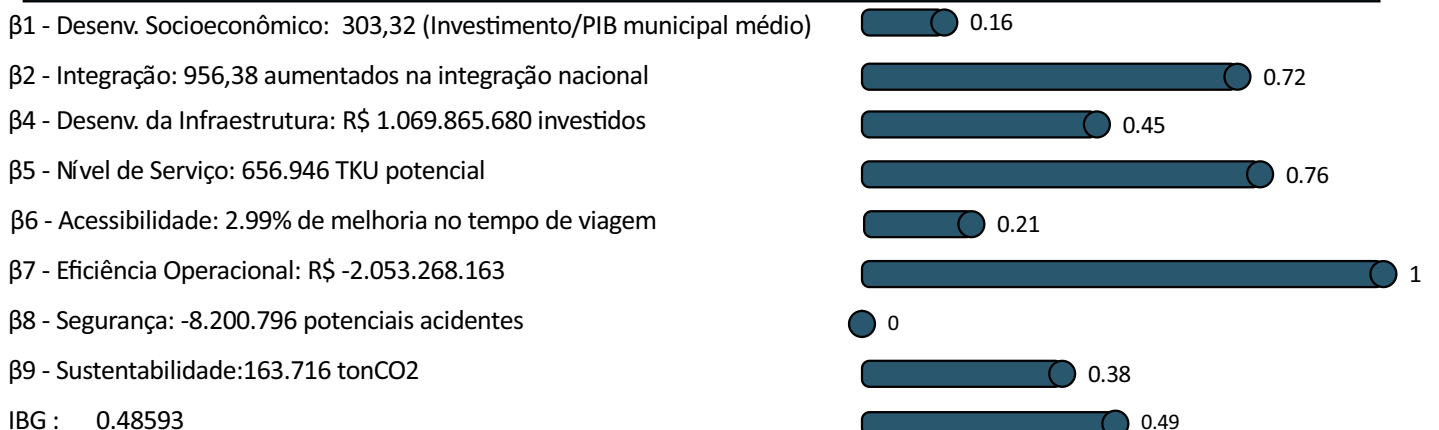 β1 - Desenv. Socioeconômico:  303,32 (Investimento/PIB municipal médio) 0.16
β2 - Integração: 956,38 aumentados na integração nacional 0.72
β4 - Desenv. da Infraestrutura: R$ 1.069.865.680 investidos 0.45
β5 - Nível de Serviço: 656.946 TKU potencial 0.76
β6 - Acessibilidade: 2.99% de melhoria no tempo de viagem 0.21
β7 - Eficiência Operacional: R$ -2.053.268.163 1
β8 - Segurança: -8.200.796 potenciais acidentes 0
β9 - Sustentabilidade:163.716 tonCO2 0.38
IBG :    0.48593 0.49